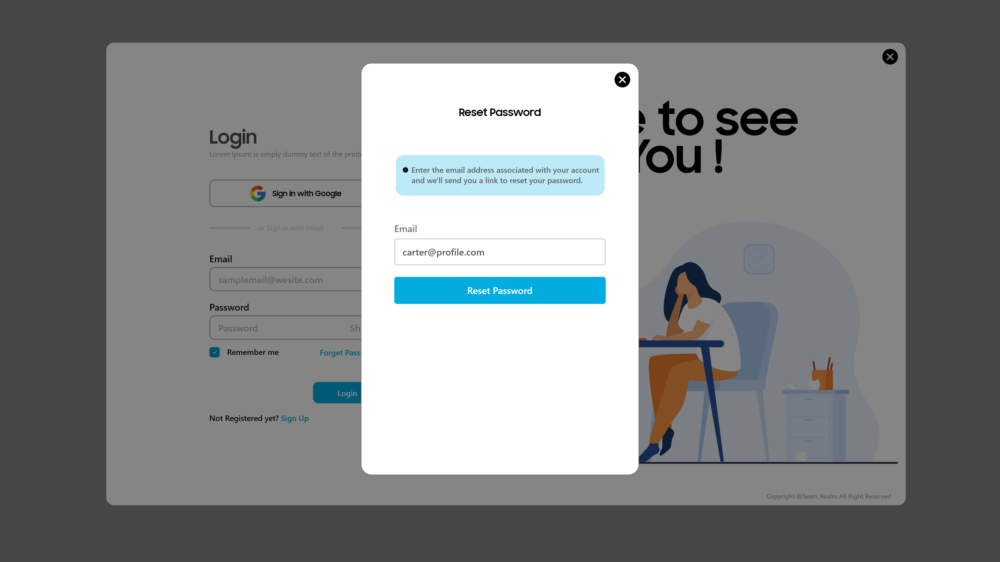 Reset Password
Enter the email address associated with your account
and we'll send you a link to reset your password.
Email
carter@profile.com
Reset Password
Login
Lorem Ipsum is simply dummy text of the
Sign in with Google
or Sign in with Email
Email
samplemail@wesite.com
Password
Password
Remember me
Forget
Login
Not Registered yet? Sign Up
to see
You !
Copyright @Team_Realm All Right Reserved